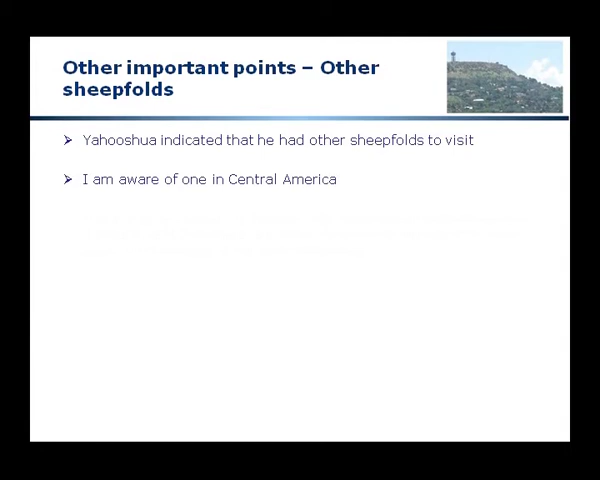 Other important points – Other
sheepfolds
Yahooshua indicated that he had other sheepfolds to visit
I am aware of one in Central America